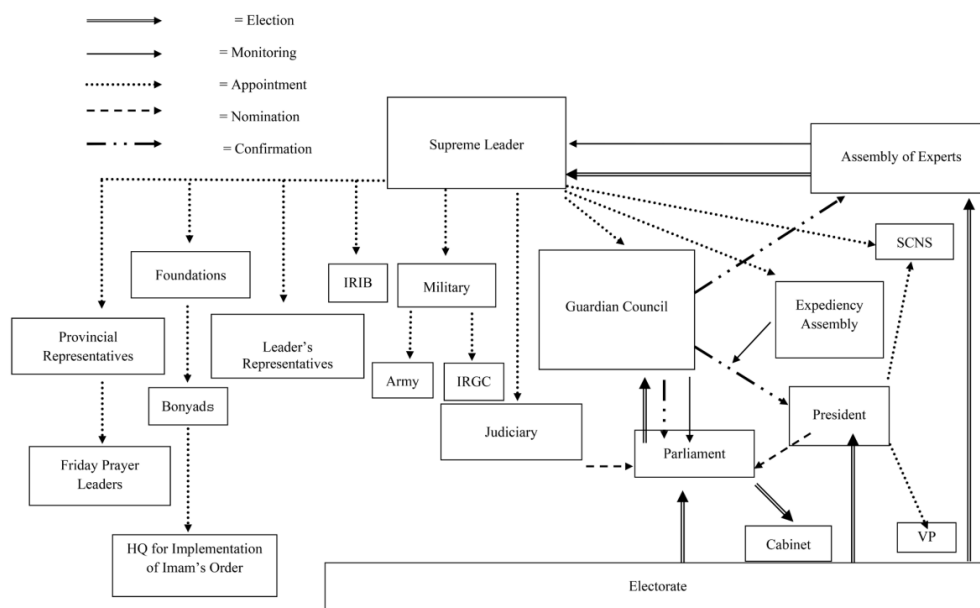 = Election
= Monitoring
= Appointment
= Nomination
= Confirmation
Supreme Leader
Assembly of Experts
SCNS
Foundations
IRIB
Military
Guardian Council
Expediency
Assembly
Provincial
Representatives
Leader's
Representatives
Army
IRGC
Bonyads
Judiciary
President
Parliament
Friday Prayer
Leaders
Cabinet
VP
HQ for Implementation
of Imam's Order
Electorate